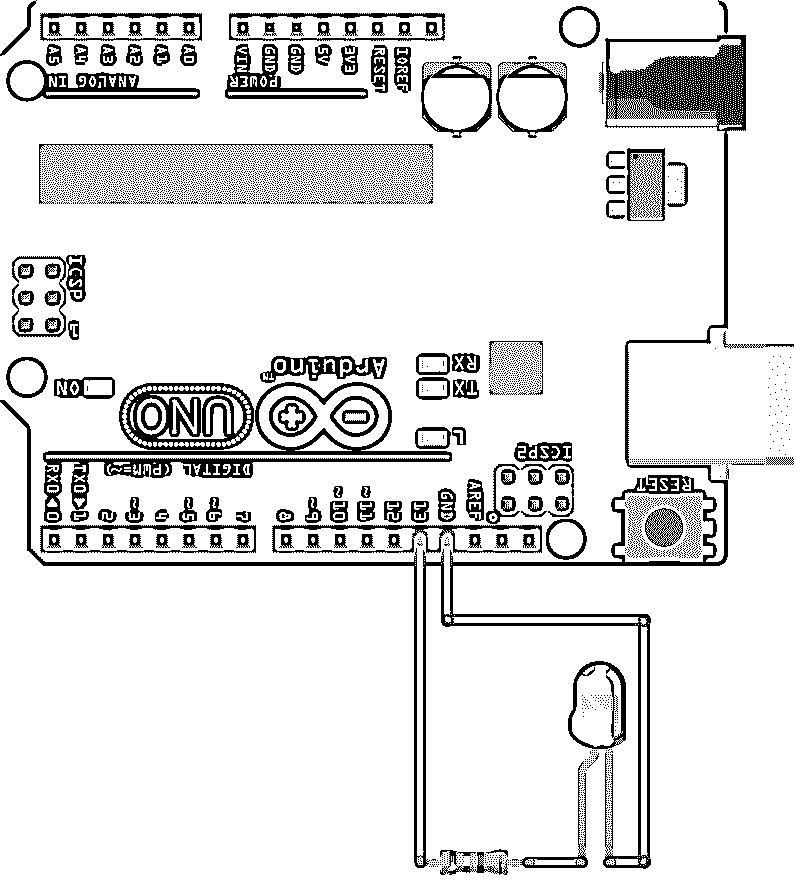 A5 A4 A3 A2 A1 A0
VIN GND GND 5V 3V3 RESET IOREF
ANALOG IN
POWER
ICSP
1
Arduino™
RX
TX
ON
UNO
L
ICSP2
DIGITAL (PWM=~)
RESET
RX0◀0 TX0▶1 2 ~3 4 ~5 ~6 7 8 ~9 ~10 ~11 12 13 GND AREF